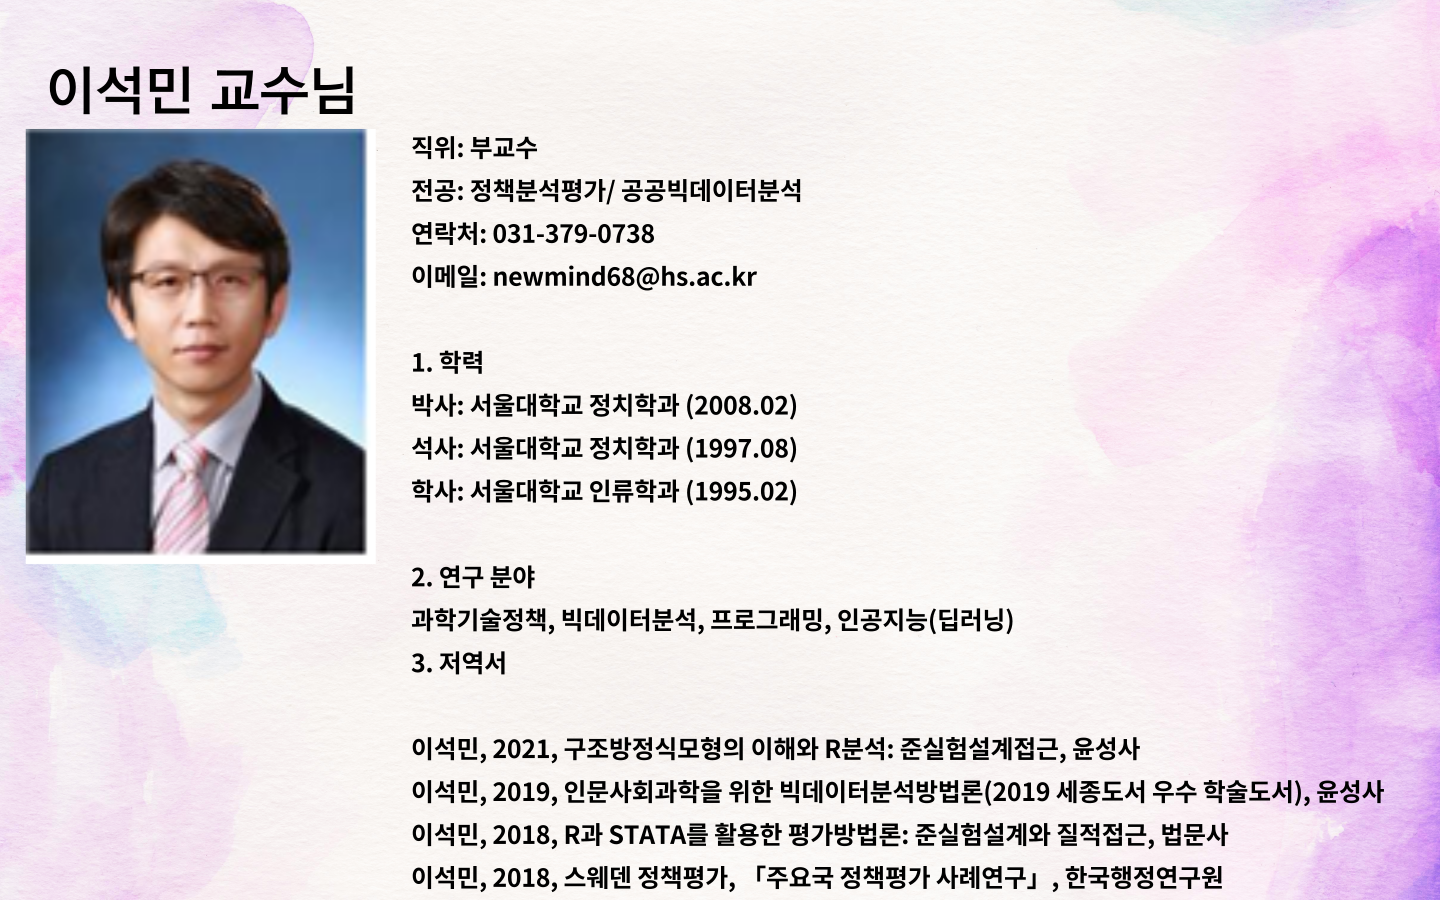 이석민 교수님
직위: 부교수
전공: 정책분석평가/ 공공빅데이터분석
연락처: 031-379-0738
이메일: newmind68@hs.ac.kr
1. 학력
박사: 서울대학교 정치학과 (2008.02)
석사: 서울대학교 정치학과 (1997.08)
학사: 서울대학교 인류학과 (1995.02)
2. 연구 분야
과학기술정책, 빅데이터분석, 프로그래밍, 인공지능(딥러닝)
3. 저역서
이석민, 2021, 구조방정식모형의 이해와 R분석: 준실험설계접근, 윤성사
이석민, 2019, 인문사회과학을 위한 빅데이터분석방법론(2019 세종도서 우수 학술도서), 윤성사
이석민, 2018, R과 STATA를 활용한 평가방법론: 준실험설계와 질적접근, 법문사
이석민, 2018, 스웨덴 정책평가, 「주요국 정책평가 사례연구」, 한국행정연구원